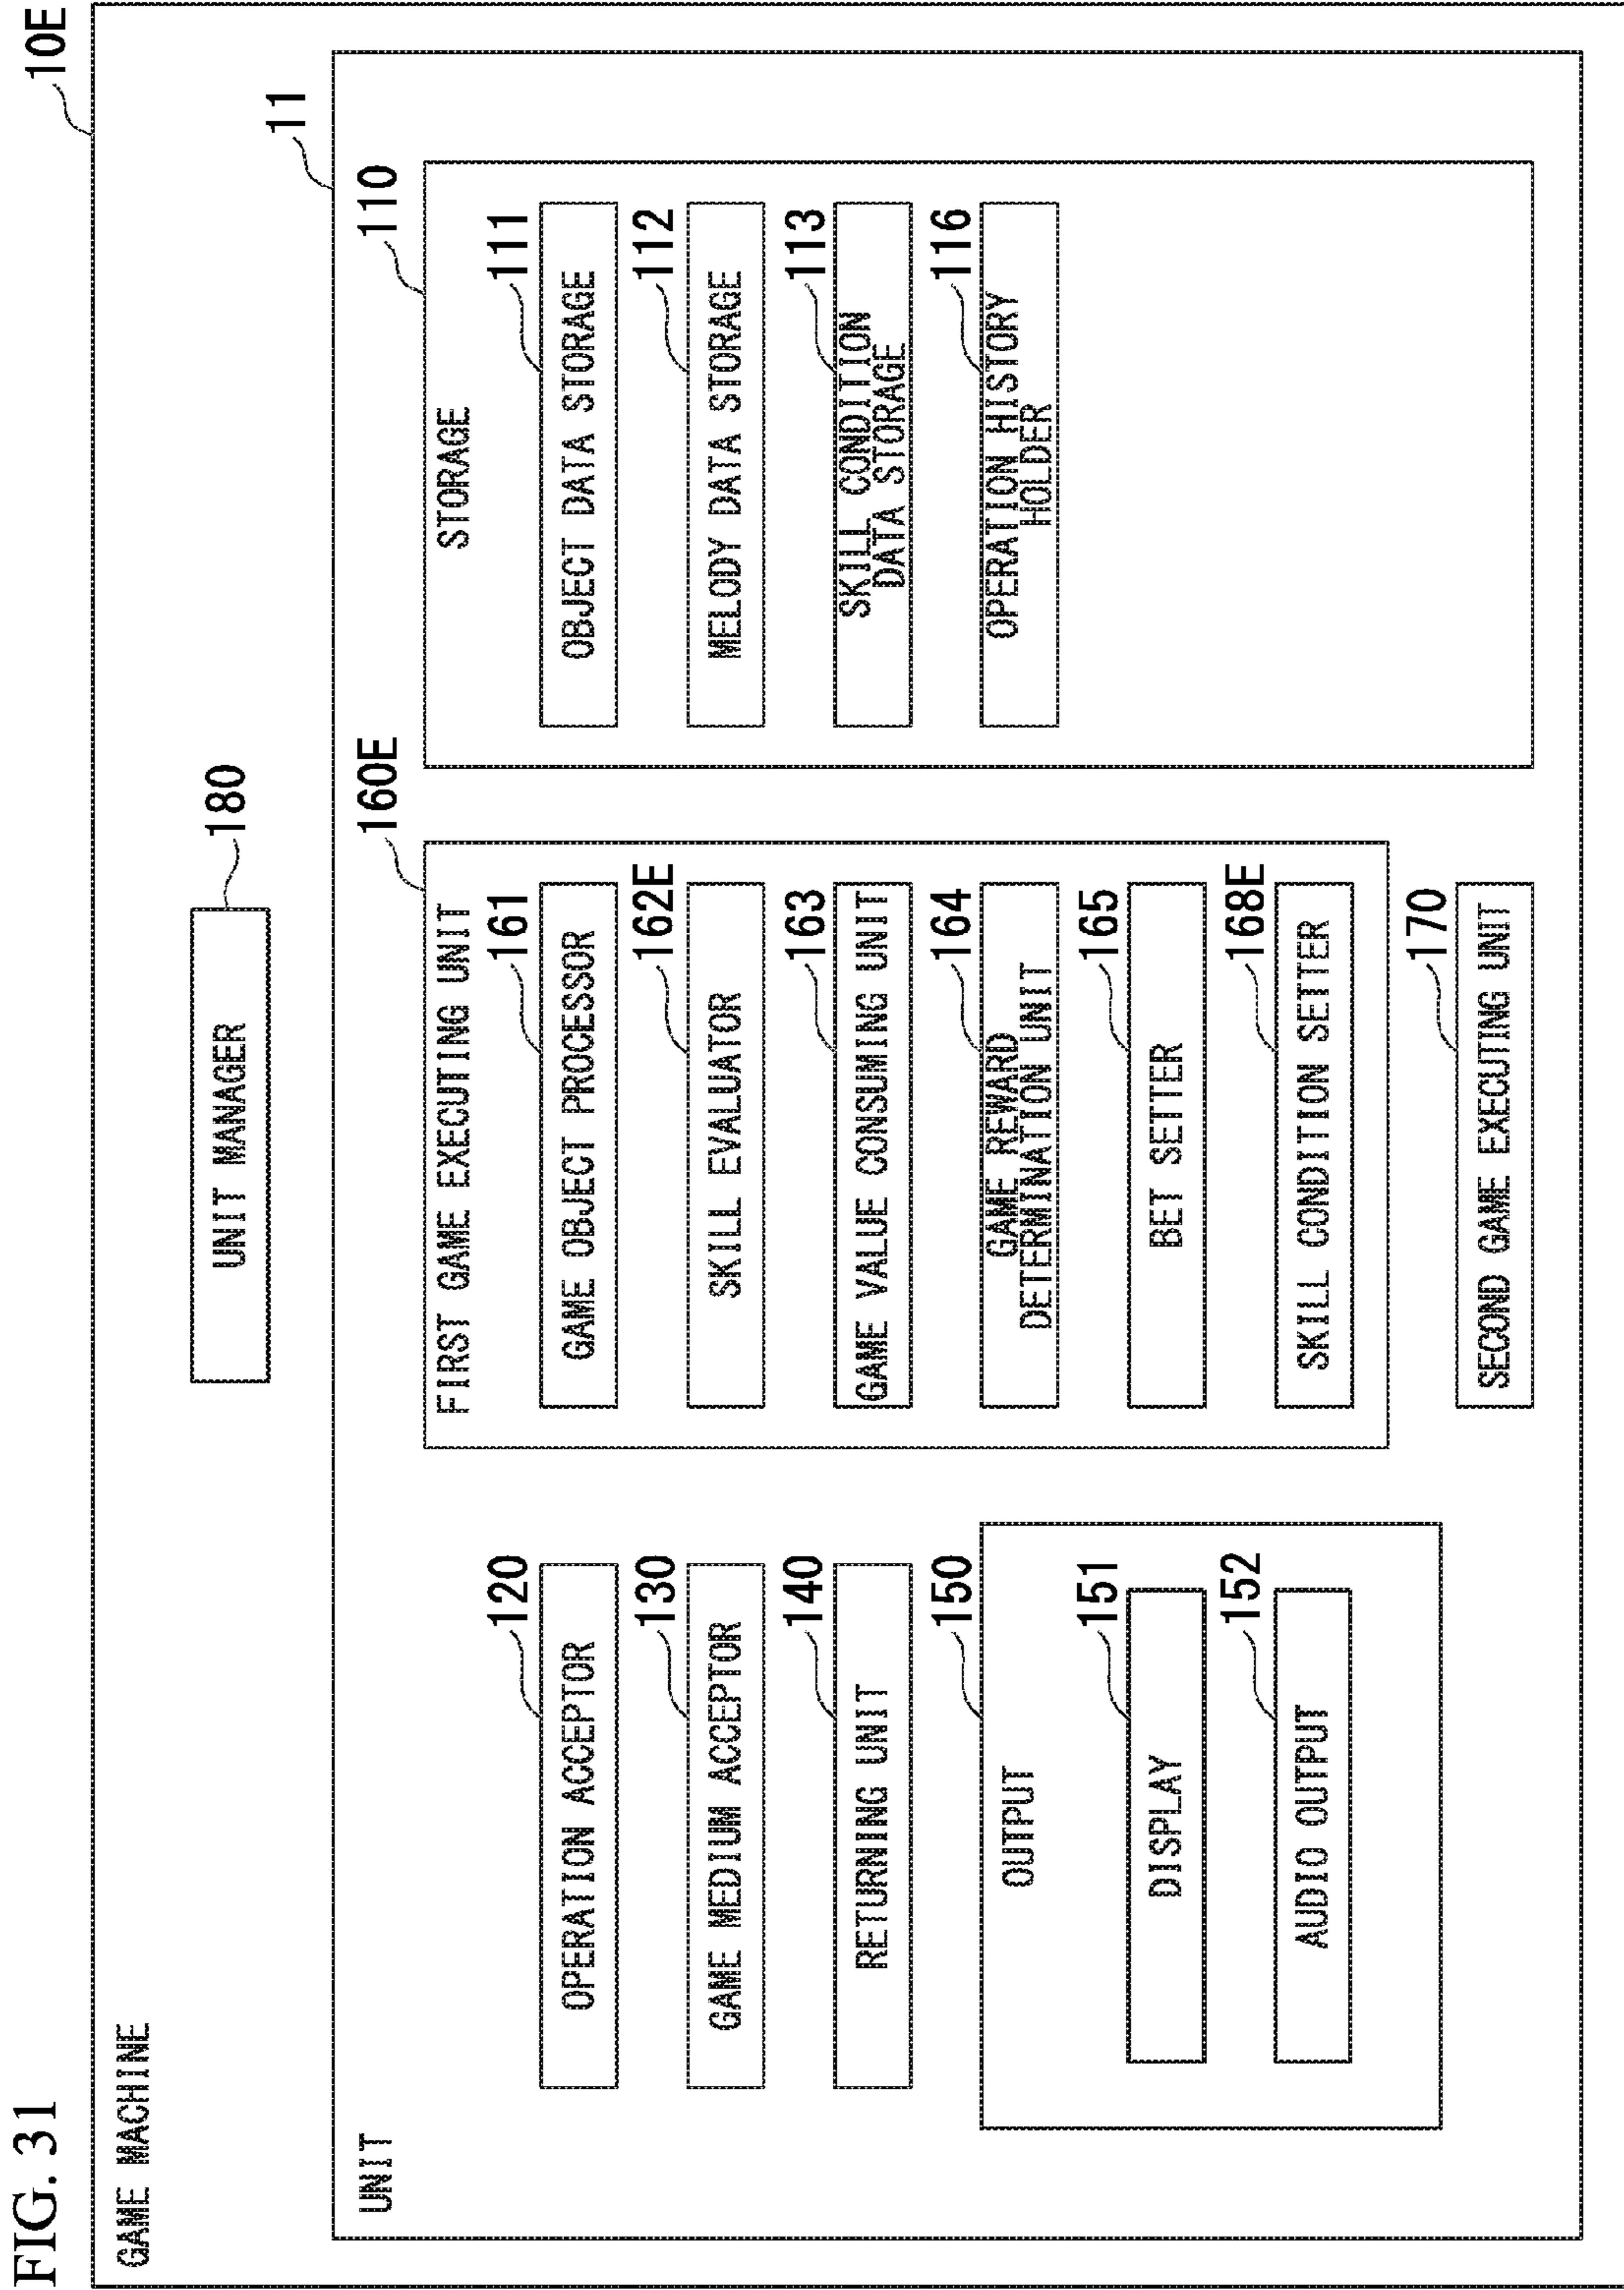 FIG. 31
10E
GAME MACHINE
180
UNIT MANAGER
11
UNIT
120
OPERATION ACCEPTOR
130
GAME MEDIUM ACCEPTOR
140
RETURNING UNIT
150
OUTPUT
151
DISPLAY
152
AUDIO OUTPUT
160E
FIRST GAME EXECUTING UNIT
161
GAME OBJECT PROCESSOR
162E
SKILL EVALUATOR
163
GAME VALUE CONSUMING UNIT
164
GAME REWARD
DETERMINATION UNIT
165
BET SETTER
168E
SKILL CONDITION SETTER
170
SECOND GAME EXECUTING UNIT
110
STORAGE
111
OBJECT DATA STORAGE
112
MELODY DATA STORAGE
113
SKILL CONDITION
DATA STORAGE
116
OPERATION HISTORY
HOLDER